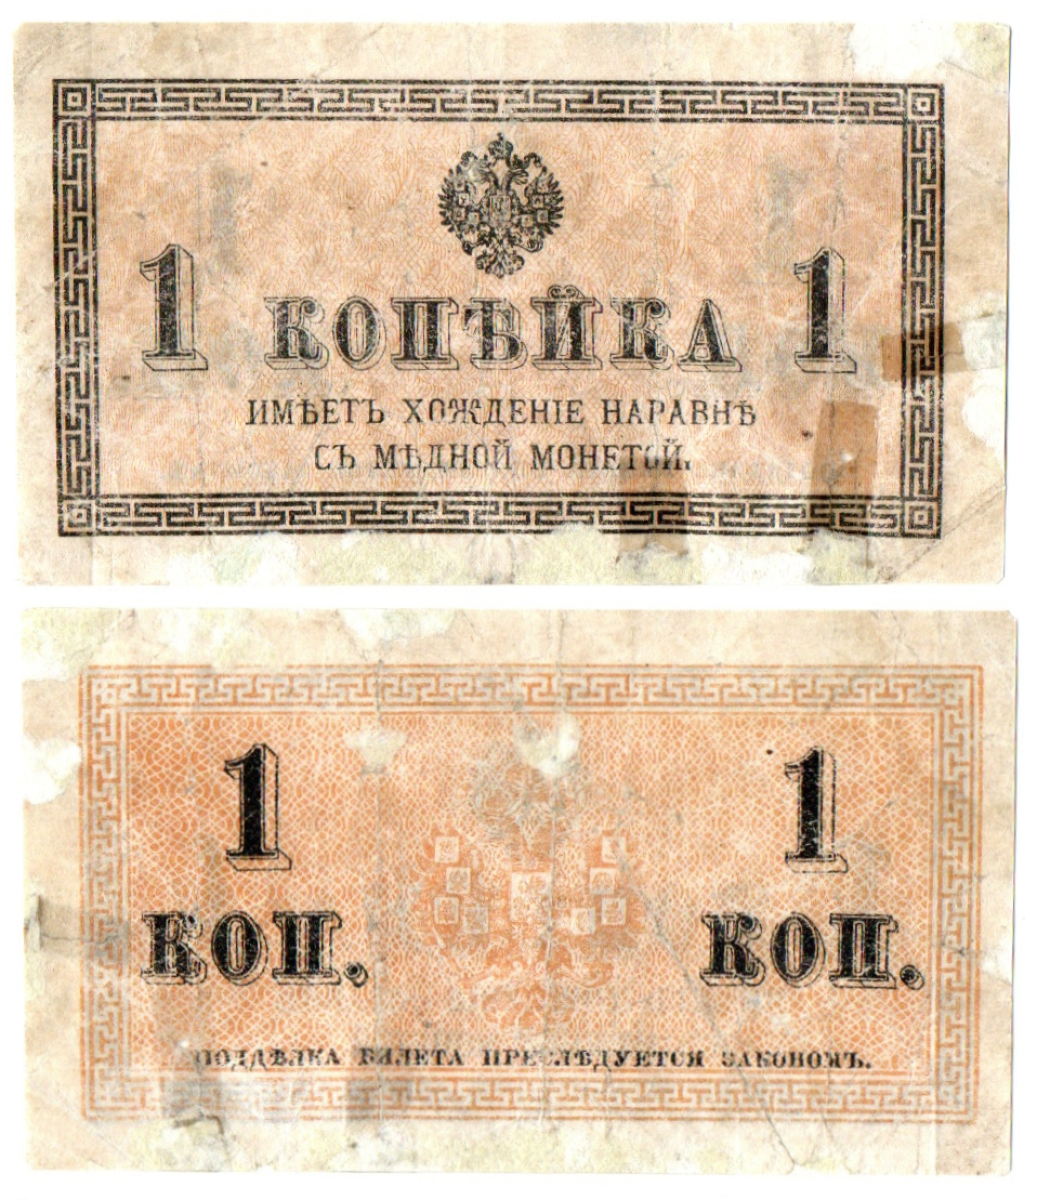 1 КОПѢЙКА 1
ИМѢЕТЪ ХОЖДЕНІЕ НАРАВНѢ
СЪ МѢДНОЙ МОНЕТОЙ.
1 1
КОП. КОП.
ПОДДѢЛКА БИЛЕТА ПРЕСЛѢДУЕТСЯ ЗАКОНОМЪ.